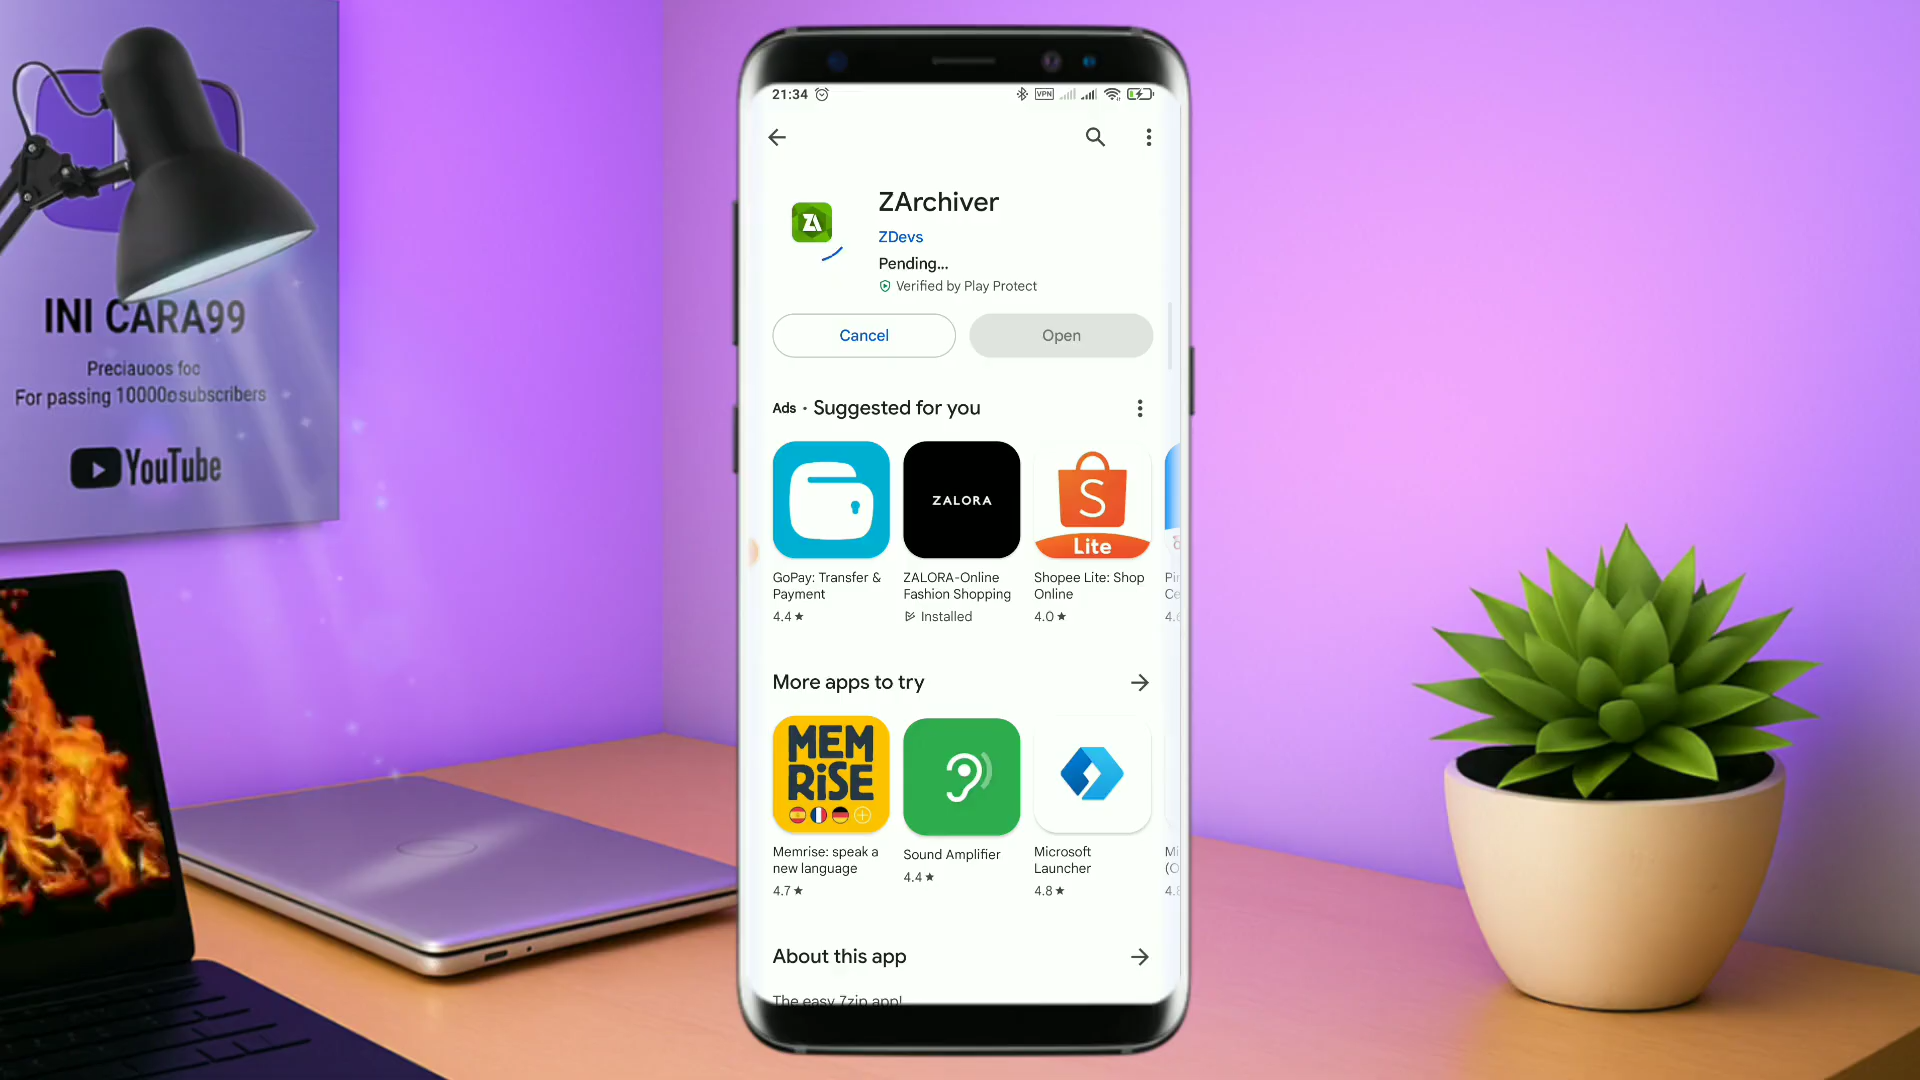 INI CARA99
Preciauoos foc
For passing 10000osubscribers
YouTube
21:34
VPN
ZA
ZArchiver
ZDevs
Pending...
Verified by Play Protect
Cancel
Open
Ads • Suggested for you
ZALORA
S
Lite
GoPay: Transfer &
Payment
4.4★
ZALORA-Online
Fashion Shopping
Installed
Shopee Lite: Shop
Online
4.0★
More apps to try
MEM
RiSE
Memrise: speak a
new language
4.7★
Sound Amplifier
4.4★
Microsoft
Launcher
4.8★
About this app
The easy 7zip app!